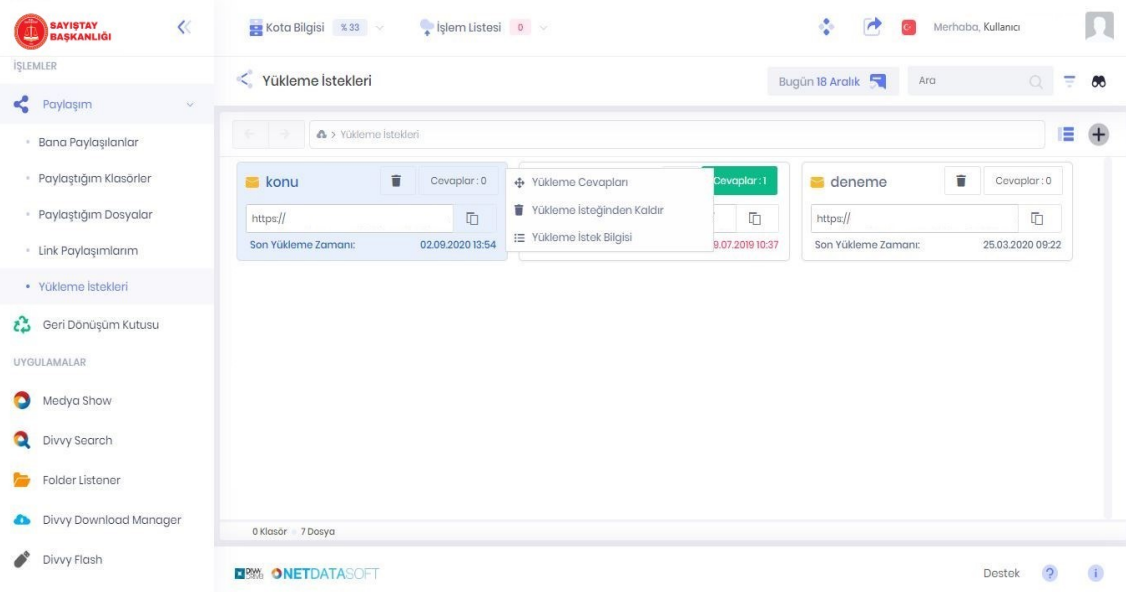 SAYIŞTAY
BAŞKANLIĞI
Kota Bilgisi % 33
İşlem Listesi 0
Merhaba, Kullanıcı
İŞLEMLER
Paylaşım
Bana Paylaşılanlar
Paylaştığım Klasörler
Paylaştığım Dosyalar
Link Paylaşımlarım
Yükleme İstekleri
Geri Dönüşüm Kutusu
UYGULAMALAR
Medya Show
Divvy Search
Folder Listener
Divvy Download Manager
Divvy Flash
Yükleme İstekleri
Bugün 18 Aralık
Ara
> Yükleme İstekleri
konu
Cevaplar : 0
https://
Son Yükleme Zamanı: 02.09.2020 13:54
Yükleme Cevapları
Yükleme İsteğinden Kaldır
Yükleme İstek Bilgisi
Cevaplar : 1
9.07.2019 10:37
deneme
Cevaplar : 0
https://
Son Yükleme Zamanı: 25.03.2020 09:22
0 Klasör 7 Dosya
NETDATASOFT
Destek ? i